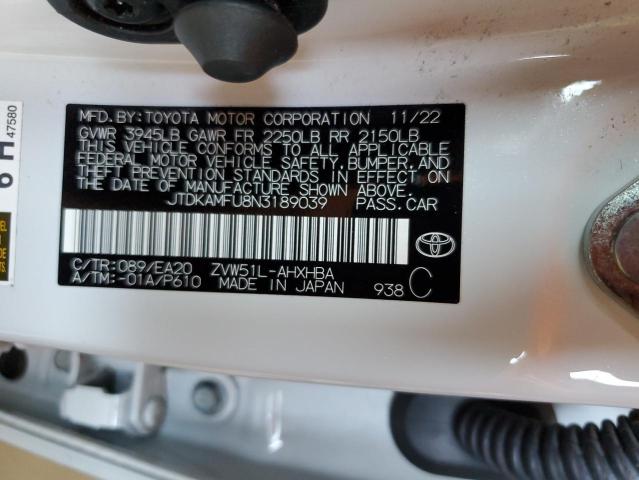 MFD. BY: TOYOTA MOTOR CORPORATION 11/22
GVWR 3945LB GAWR FR 2250LB RR 2150LB
THIS VEHICLE CONFORMS TO ALL APPLICABLE
FEDERAL MOTOR VEHICLE SAFETY, BUMPER, AND
THEFT PREVENTION STANDARDS IN EFFECT ON
THE DATE OF MANUFACTURE SHOWN ABOVE.
JTDKAMFU8N3189039 PASS. CAR
C/TR: 089/EA20 ZVW51L-AHXHBA
A/TM: -01A/P610 MADE IN JAPAN 938 C
TOYOTA
47580